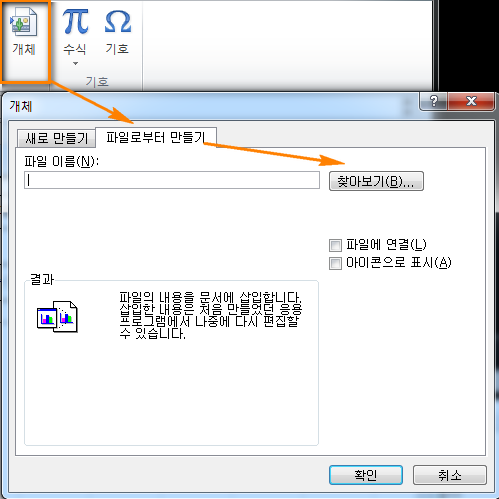 개체
π
수식
Ω
기호
기호
개체
새로 만들기
파일로부터 만들기
파일 이름(N):
찾아보기(B)...
파일에 연결(L)
아이콘으로 표시(A)
결과
파일의 내용을 문서에 삽입합니다.
삽입한 내용은 처음 만들었던 응용
프로그램에서 나중에 다시 편집할
수 있습니다.
확인
취소